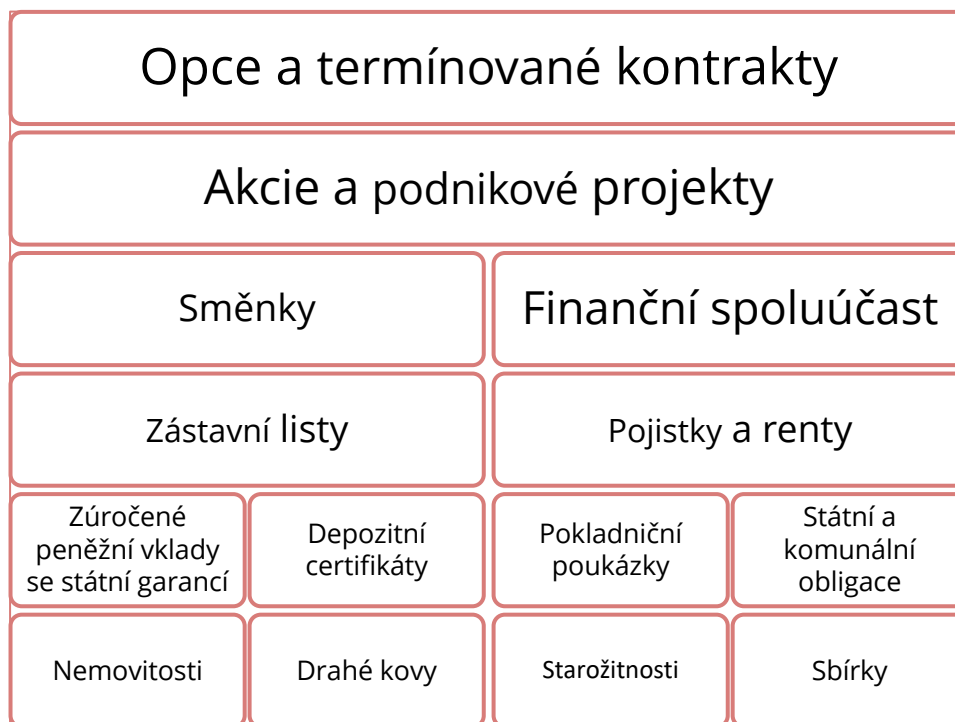 Opce a termínované kontrakty
Akcie a podnikové projekty
Směnky
Finanční spoluúčast
Zástavní listy
Pojistky a renty
Zúročené
peněžní vklady
se státní garancí
Depozitní
certifikáty
Pokladniční
poukázky
Státní a
komunální
obligace
Nemovitosti
Drahé kovy
Starožitnosti
Sbírky